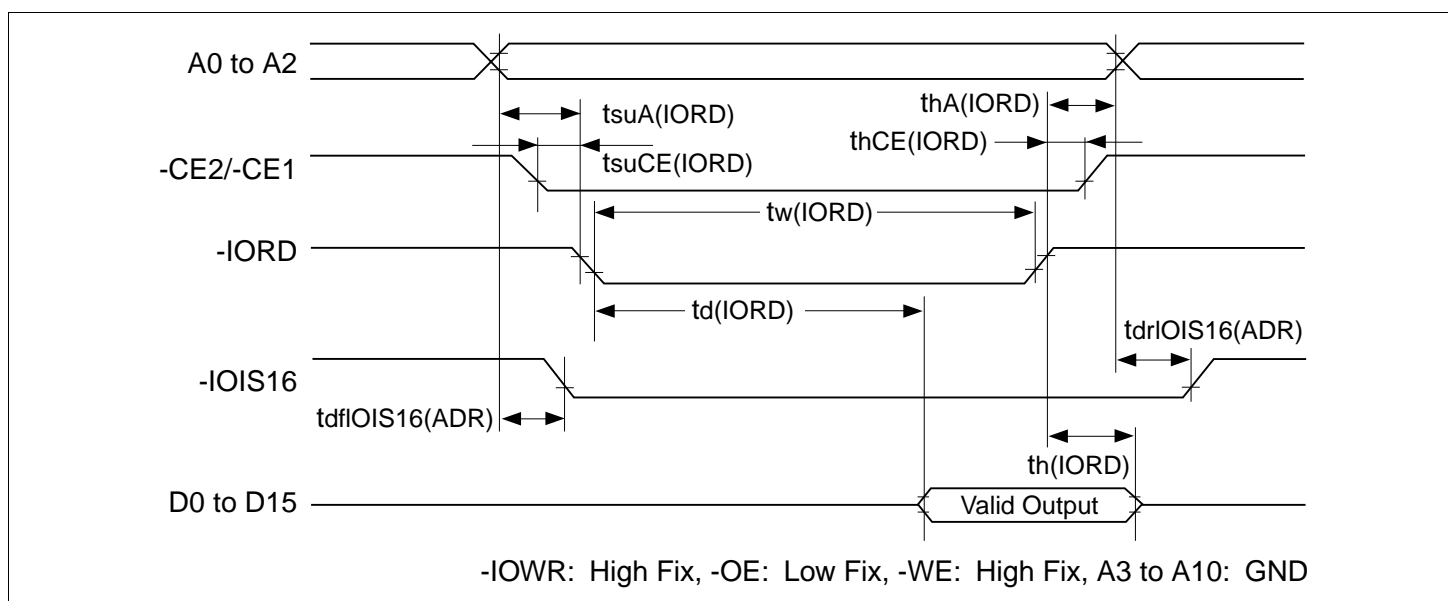 A0 to A2
tsuA(IORD)
thA(IORD)
thCE(IORD)
-CE2/-CE1
tsuCE(IORD)
tw(IORD)
-IORD
td(IORD)
tdrIOIS16(ADR)
-IOIS16
tdfIOIS16(ADR)
th(IORD)
D0 to D15
Valid Output
-IOWR: High Fix, -OE: Low Fix, -WE: High Fix, A3 to A10: GND